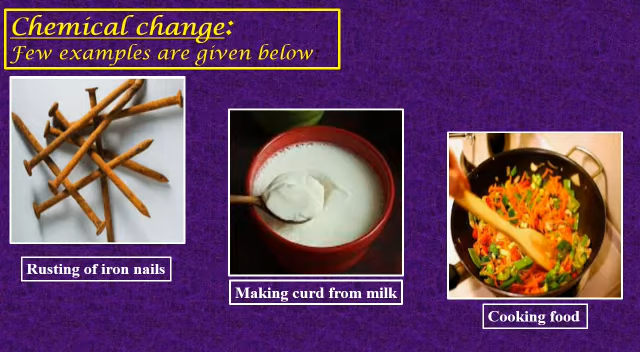 Chemical change:
Few examples are given below
Rusting of iron nails
Making curd from milk
Cooking food